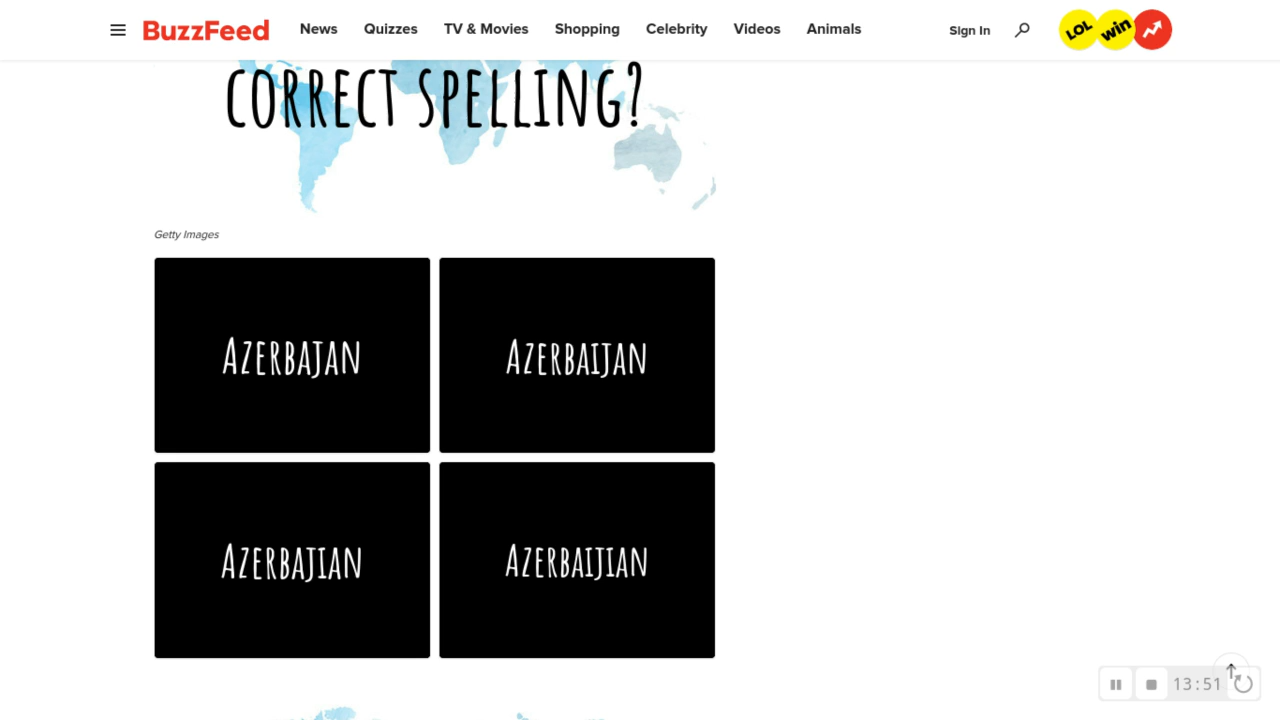 BuzzFeed News Quizzes TV & Movies Shopping Celebrity Videos Animals Sign In LOL win
CORRECT SPELLING?
Getty Images
AZERBAJAN AZERBAIJAN
AZERBAJIAN AZERBAIJIAN
13:51